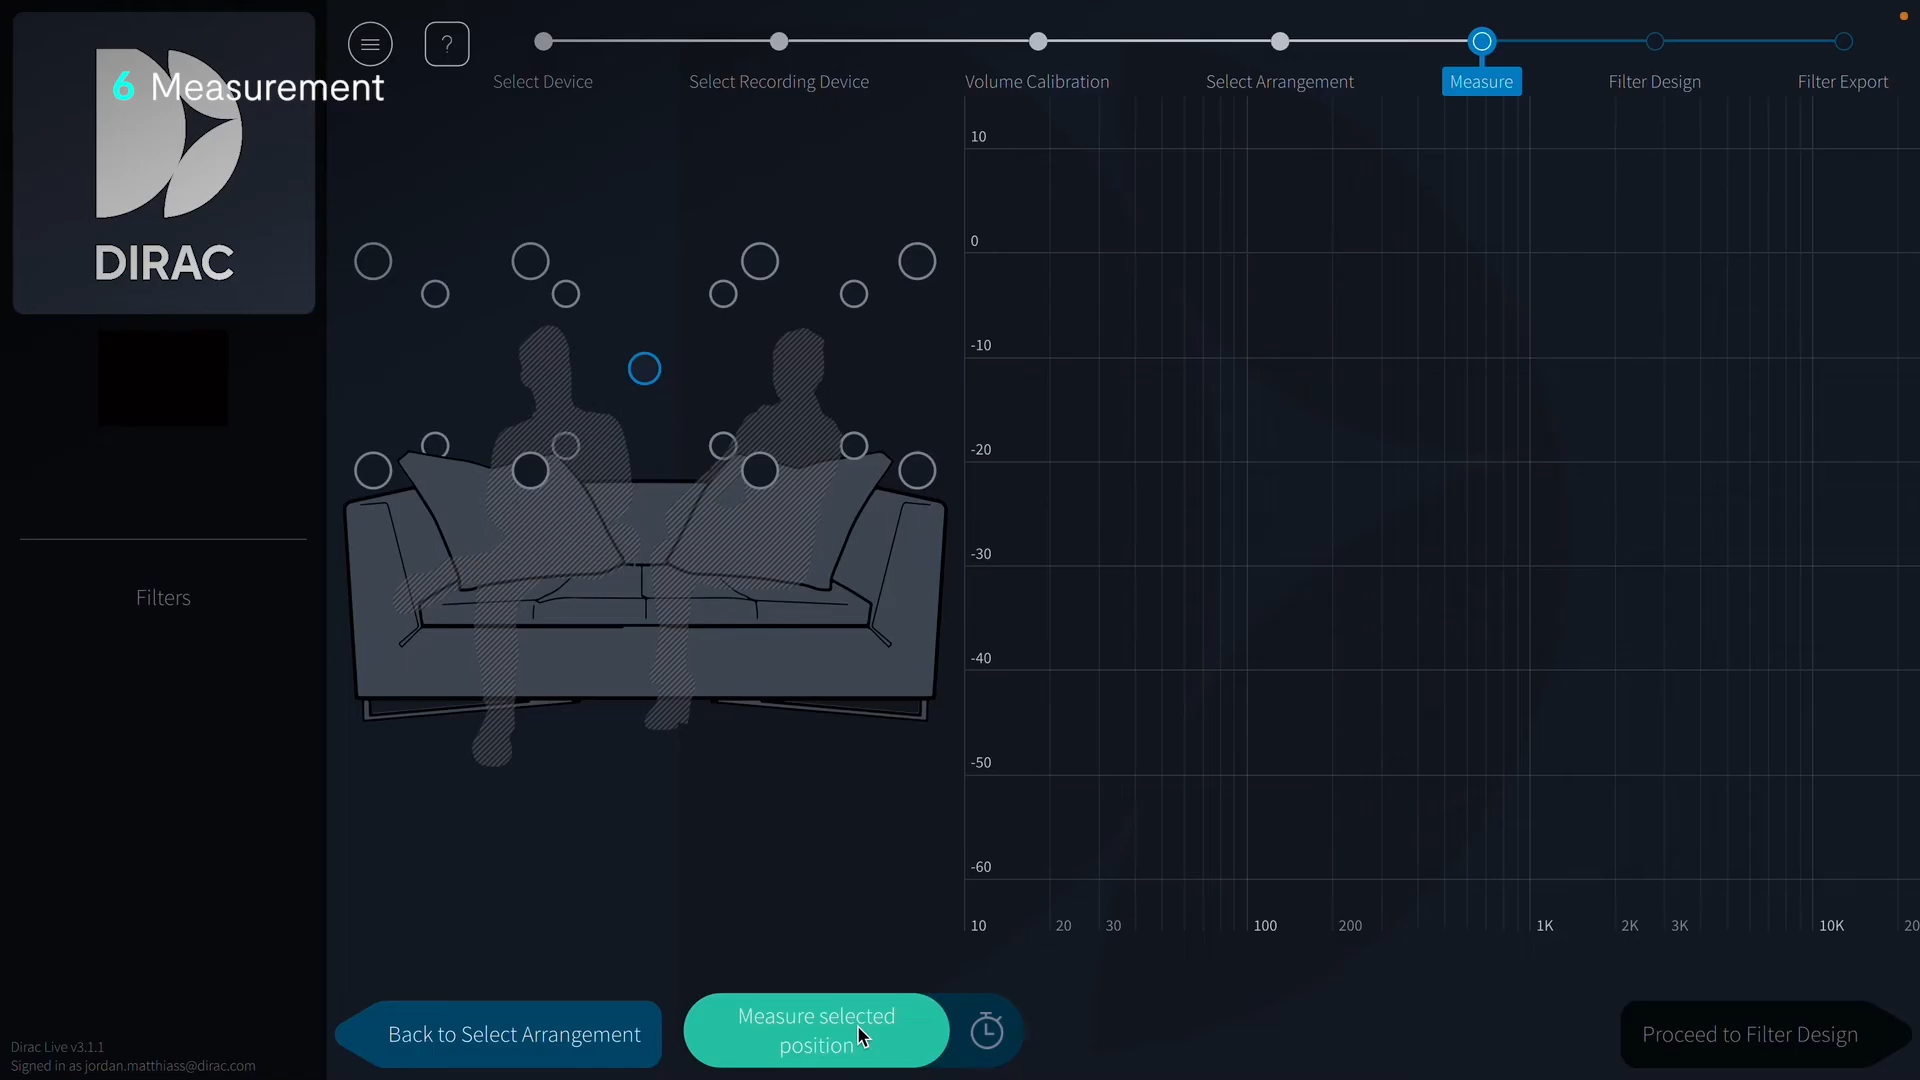 6 Measurement
DIRAC
?
Select Device
Select Recording Device
Volume Calibration
Select Arrangement
Measure
Filter Design
Filter Export
Filters
10
0
-10
-20
-30
-40
-50
-60
10 20 30 100 200 1K 2K 3K 10K 20
Back to Select Arrangement
Measure selected
position
Proceed to Filter Design
Dirac Live v3.1.1
Signed in as jordan.matthiass@dirac.com